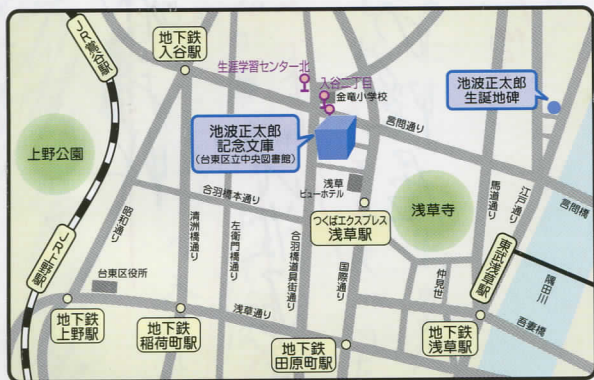 JR鶯谷駅
地下鉄
入谷駅
生涯学習センター北
入谷二丁目
金竜小学校
池波正太郎
生誕地碑
池波正太郎
記念文庫
(台東区立中央図書館)
言問通り
上野公園
浅草
ビューホテル
つくばエクスプレス
浅草駅
浅草寺
馬道通り
江戸通り
言問橋
昭和通り
合羽橋本通り
清洲橋通り
左衛門橋通り
合羽橋道具街通り
国際通り
仲見世
東武浅草駅
隅田川
JR上野駅
台東区役所
浅草通り
吾妻橋
地下鉄
上野駅
地下鉄
稲荷町駅
地下鉄
田原町駅
地下鉄
浅草駅